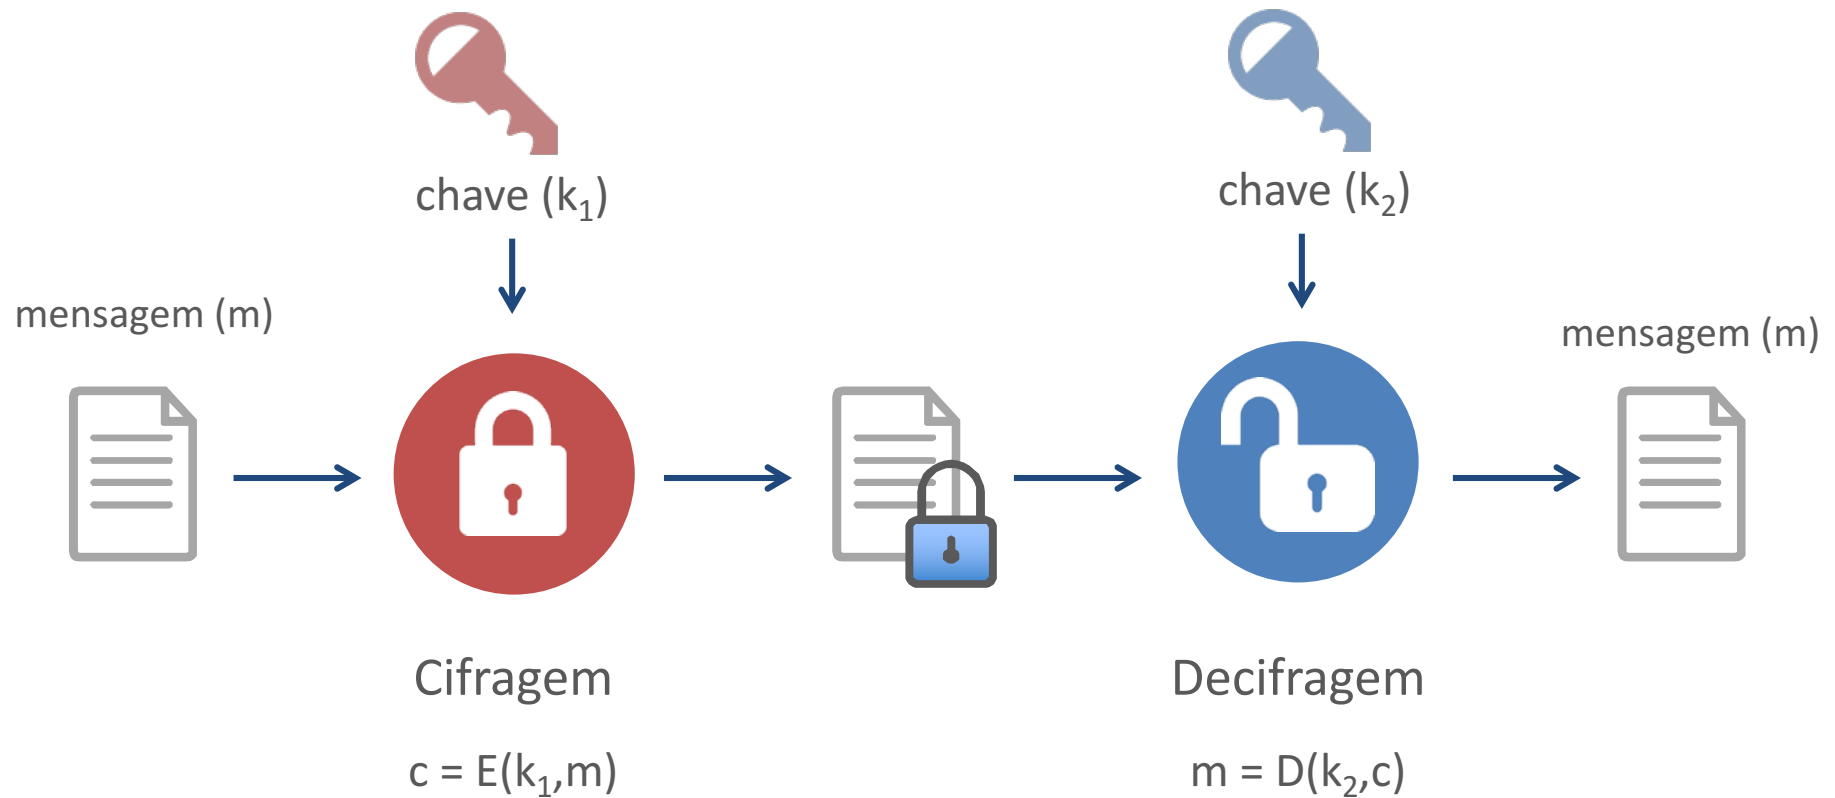 chave (k₁)
chave (k₂)
mensagem (m)
mensagem (m)
Cifragem
Decifragem
c = E(k₁,m)
m = D(k₂,c)